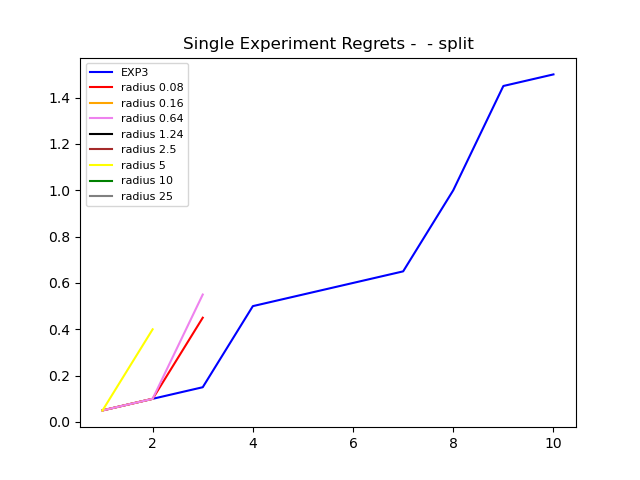 Single Experiment Regrets -  - split
EXP3
radius 0.08
radius 0.16
radius 0.64
radius 1.24
radius 2.5
radius 5
radius 10
radius 25
1.4
1.2
1.0
0.8
0.6
0.4
0.2
0.0
2 4 6 8 10